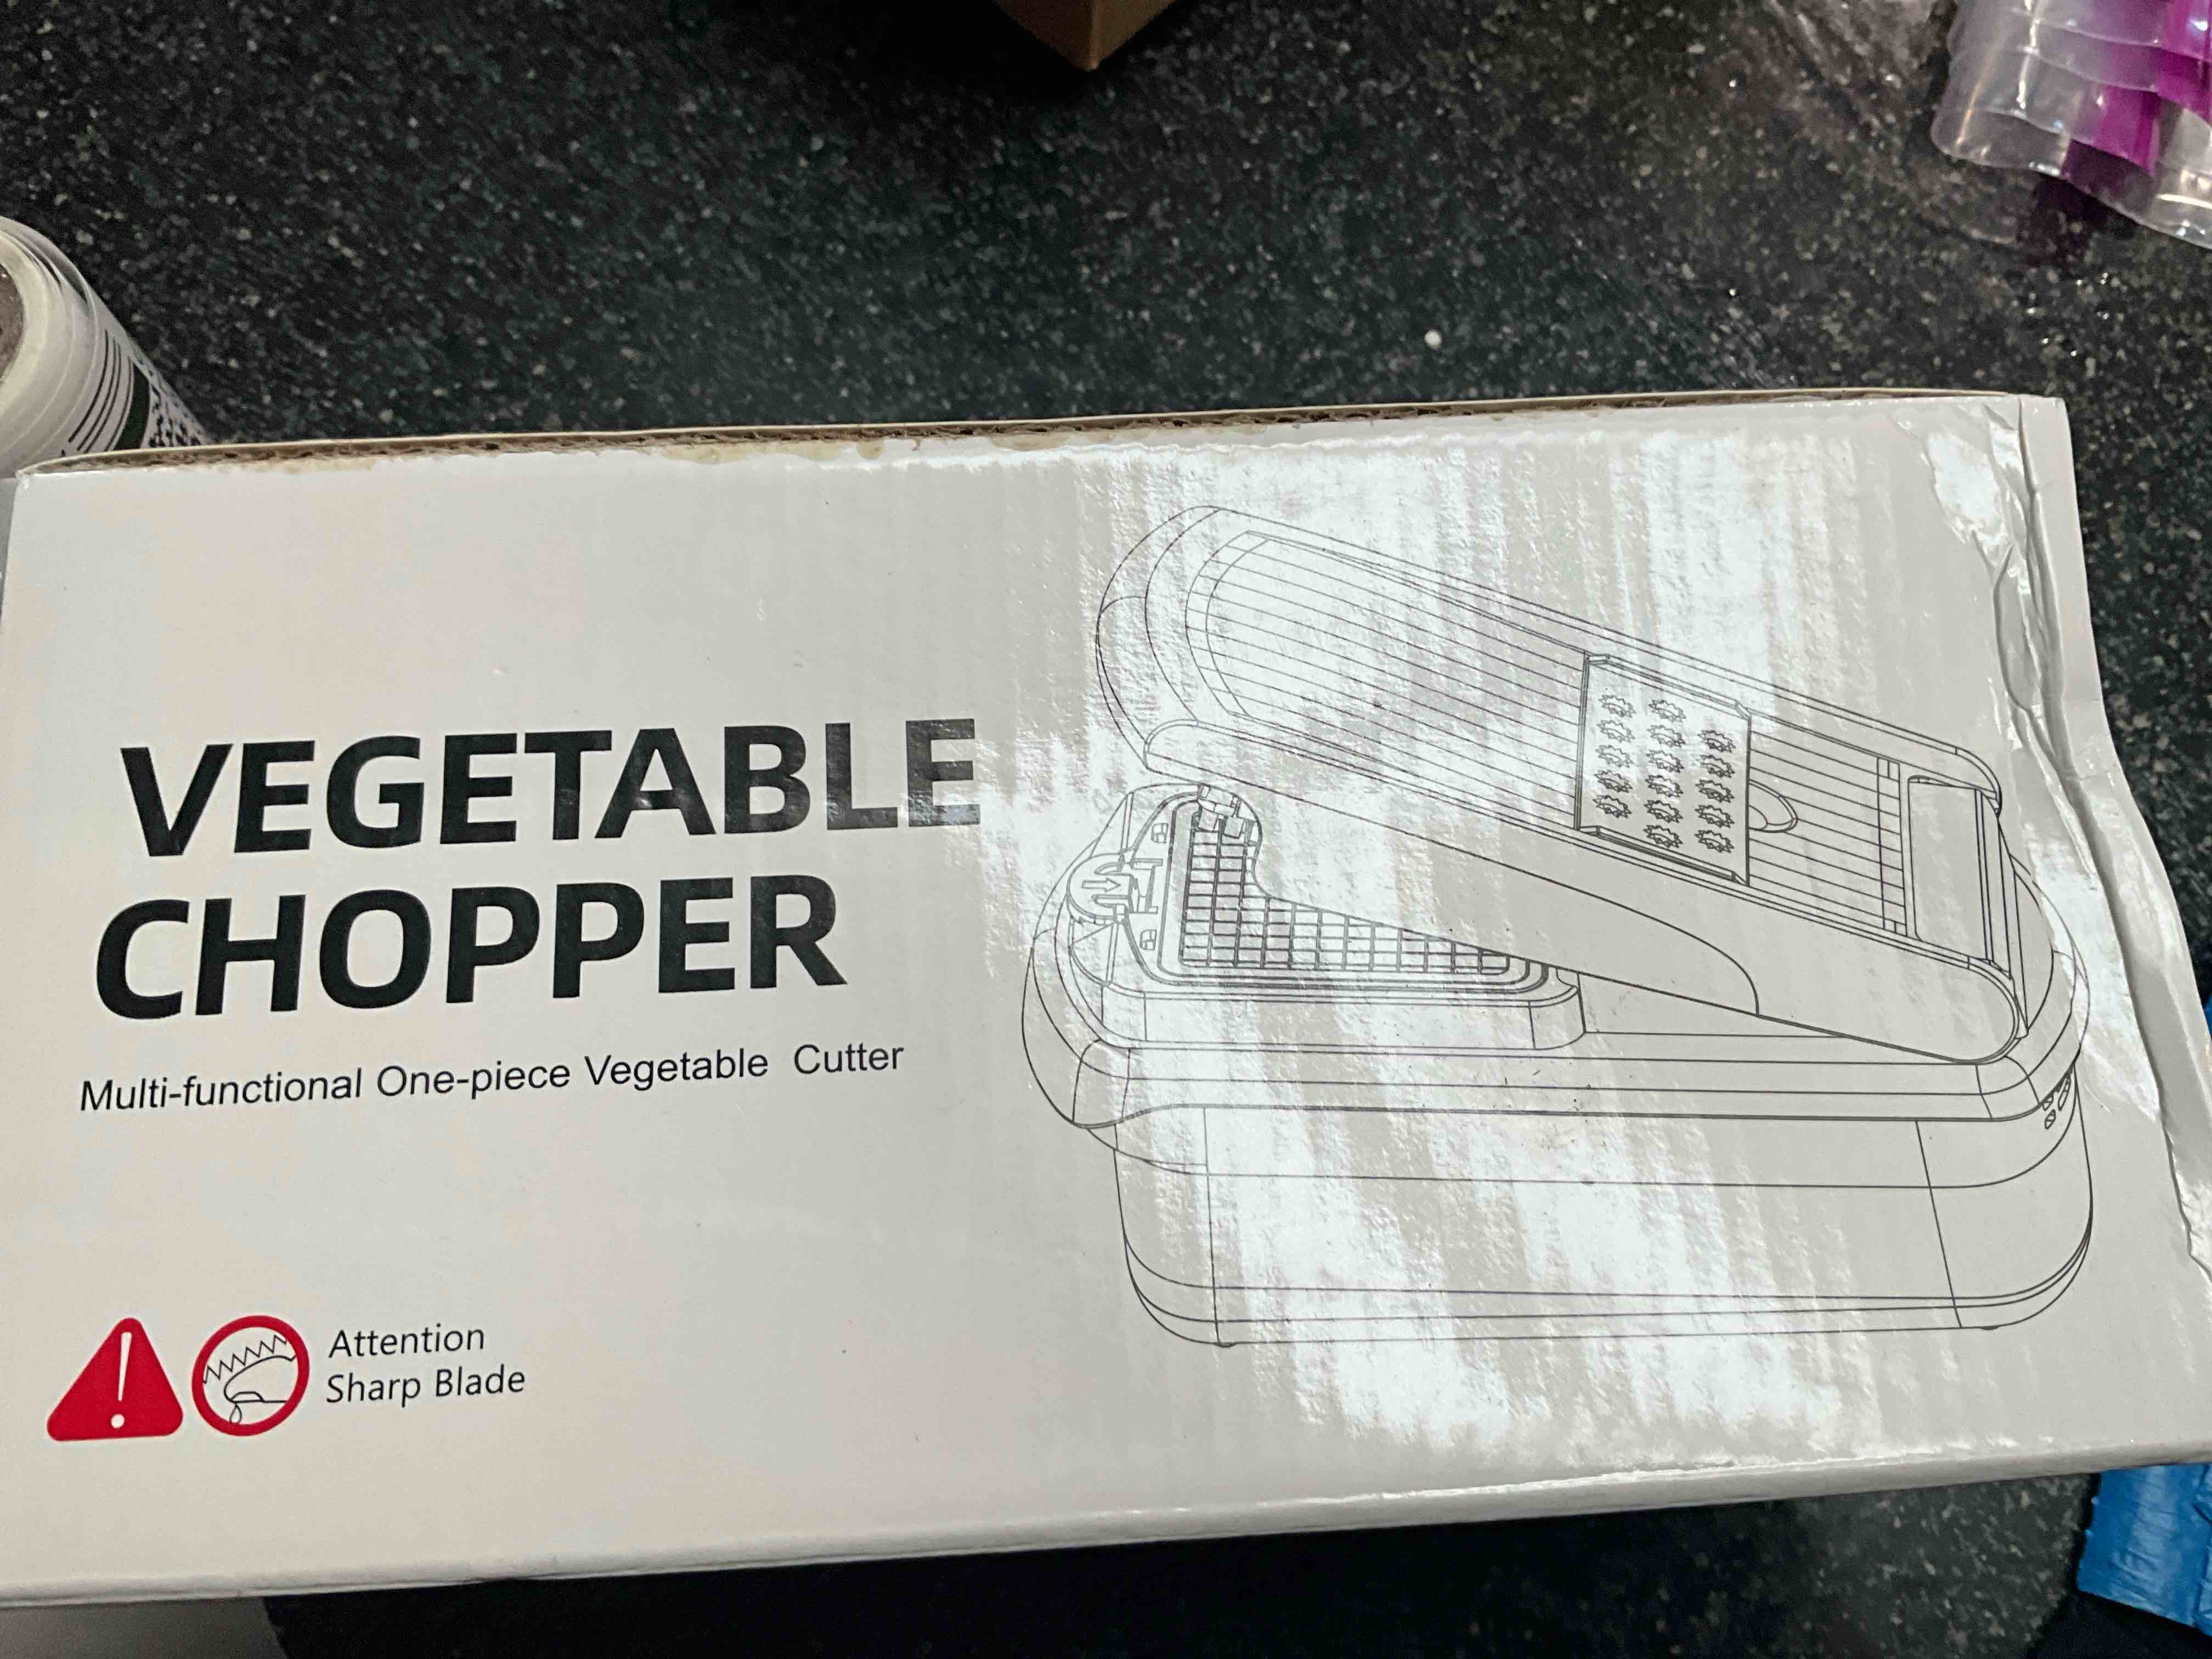 VEGETABLE
CHOPPER
Multi-functional One-piece Vegetable Cutter
Attention
Sharp Blade